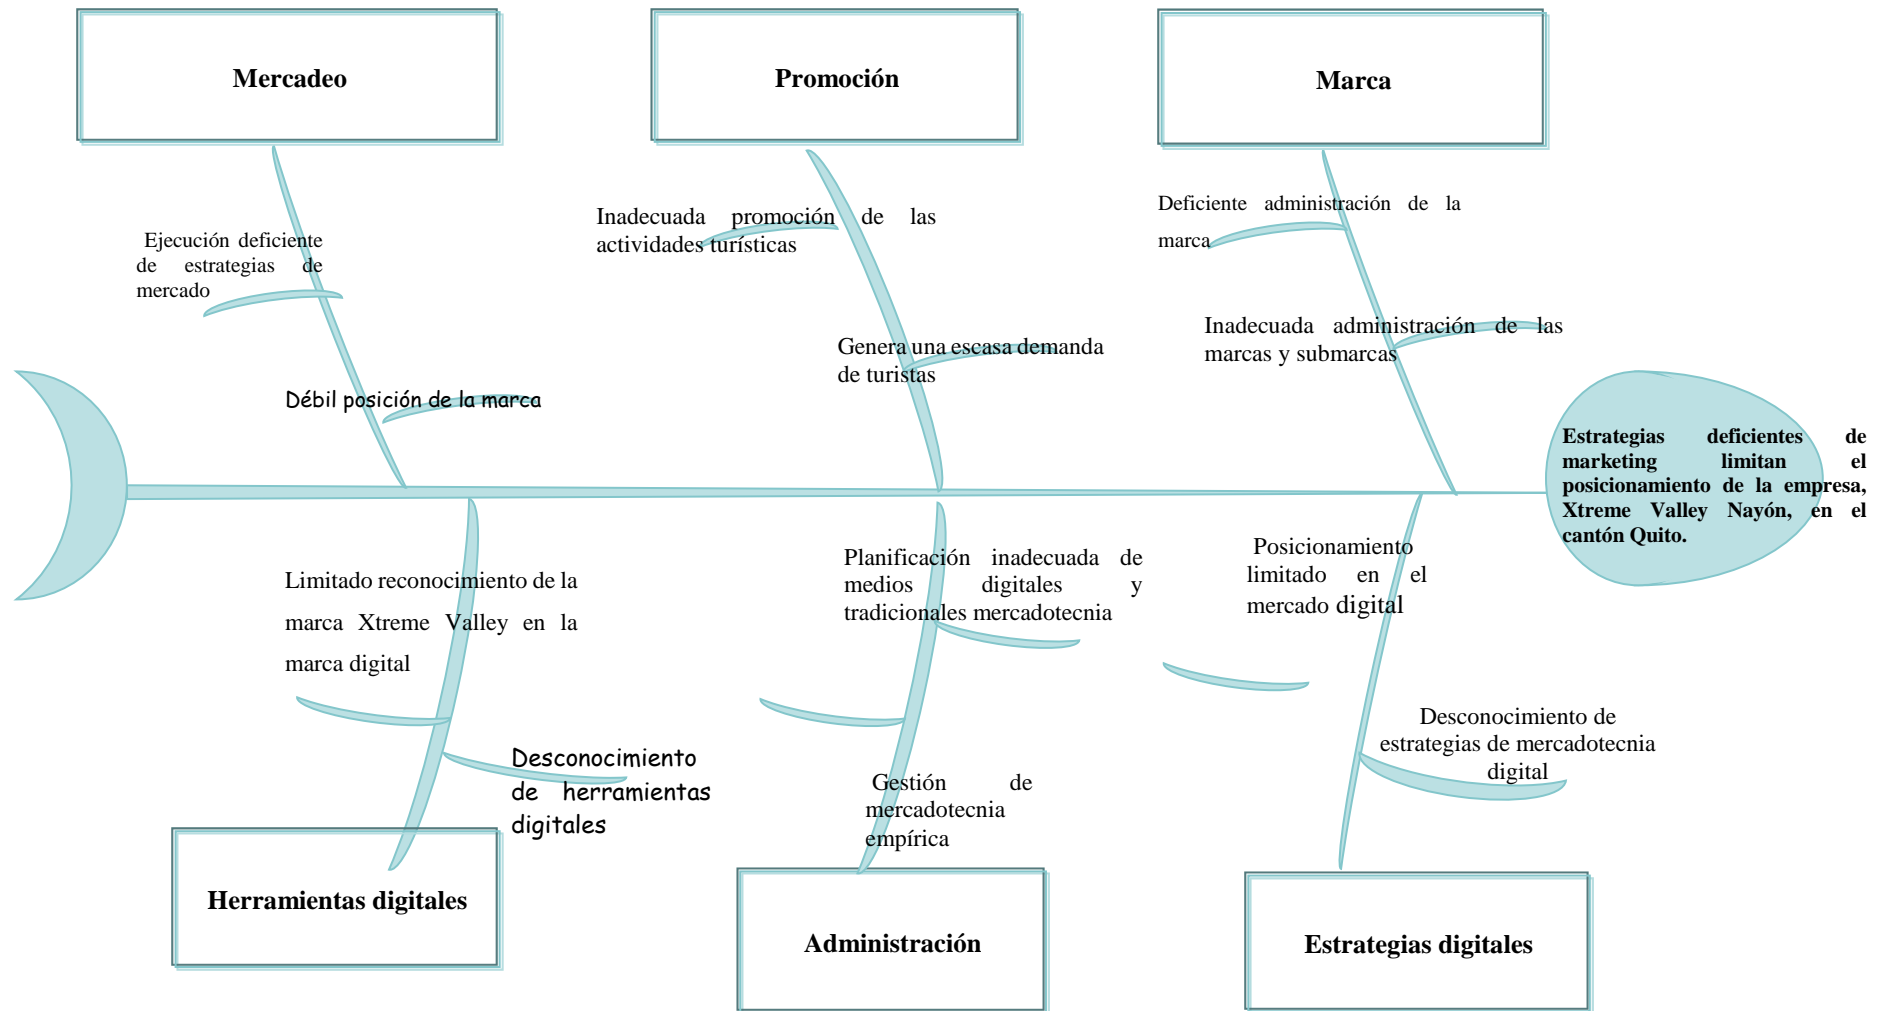 Mercadeo
Promoción
Marca
Ejecución deficiente
de estrategias de
mercado
Débil posición de la marca
Inadecuada promoción de las
actividades turísticas
Genera una escasa demanda
de turistas
Deficiente administración de la
marca
Inadecuada administración de las
marcas y submarcas
Estrategias deficientes de
marketing limitan el
posicionamiento de la empresa,
Xtreme Valley Nayón, en el
cantón Quito.
Limitado reconocimiento de la
marca Xtreme Valley en la
marca digital
Desconocimiento
de herramientas
digitales
Planificación inadecuada de
medios digitales y
tradicionales mercadotecnia
Gestión de
mercadotecnia
empírica
Posicionamiento
limitado en el
mercado digital
Desconocimiento de
estrategias de mercadotecnia
digital
Herramientas digitales
Administración
Estrategias digitales